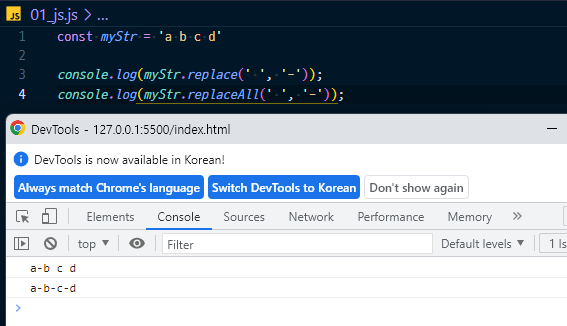 JS 01_js.js > ...
1 const myStr = 'a b c d'
2
3 console.log(myStr.replace(' ', '-'));
4 console.log(myStr.replaceAll(' ', '-'));
DevTools - 127.0.0.1:5500/index.html
DevTools is now available in Korean!
Always match Chrome's language Switch DevTools to Korean Don't show again
Elements Console Sources Network Performance Memory »
top ▾ Filter Default levels ▾ 1 Is
a-b c d
a-b-c-d
>